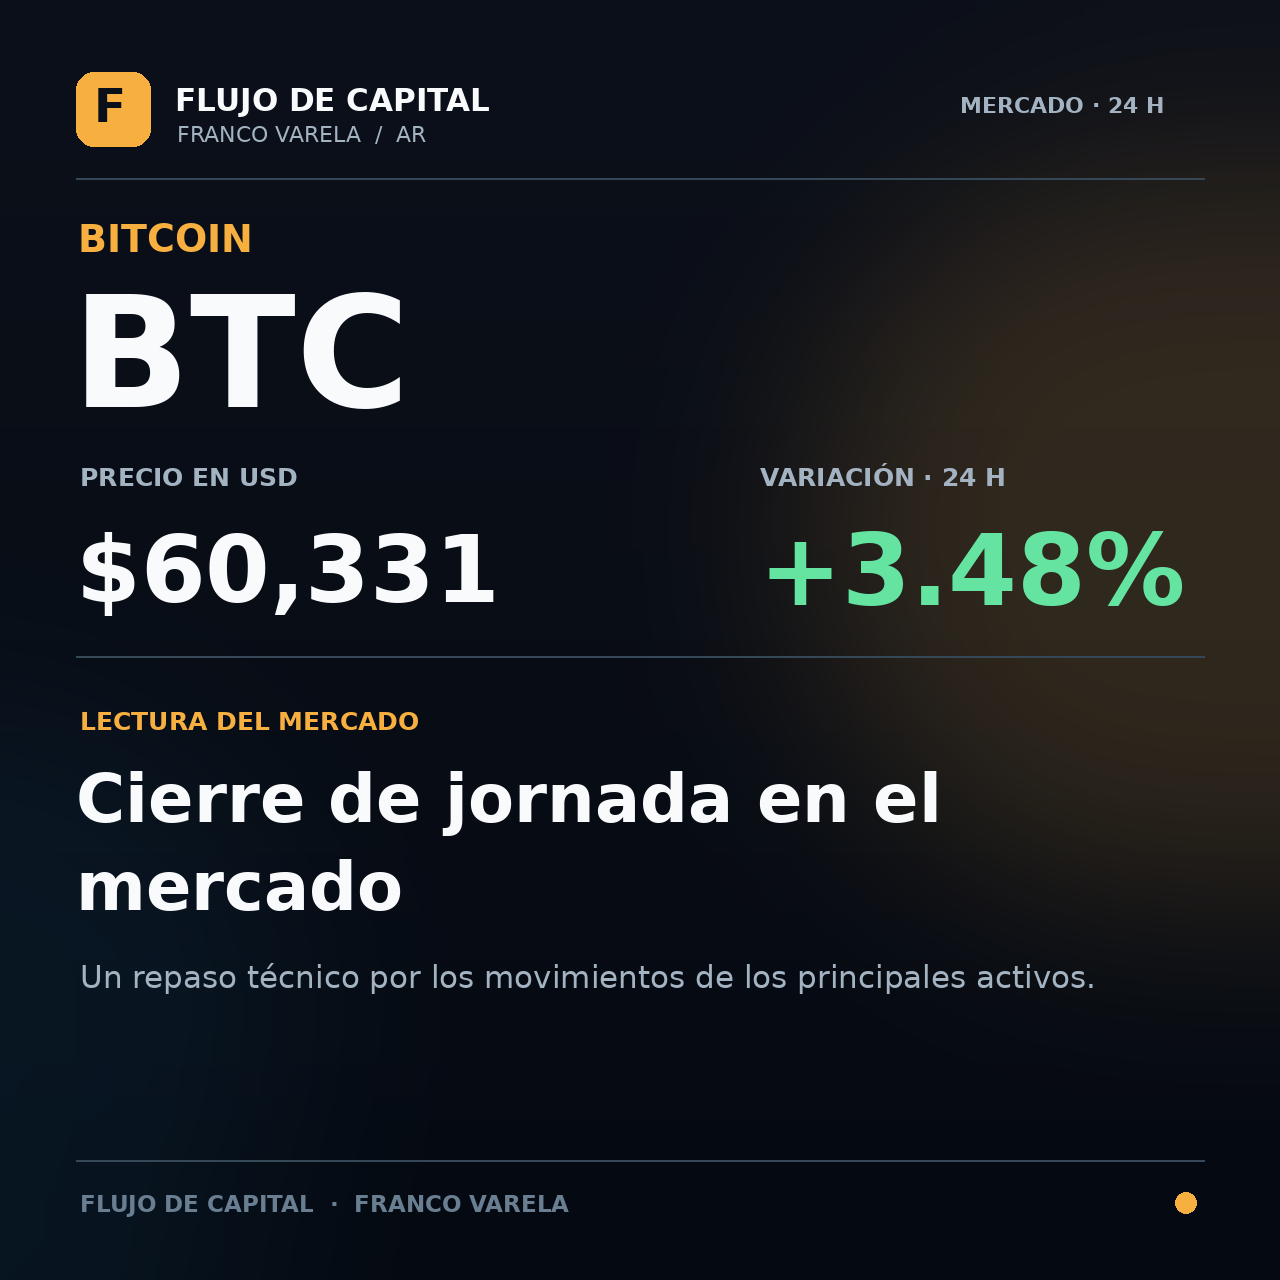 F
FLUJO DE CAPITAL
FRANCO VARELA / AR
MERCADO · 24 H
BITCOIN
BTC
PRECIO EN USD
$60,331
VARIACIÓN · 24 H
+3.48%
LECTURA DEL MERCADO
Cierre de jornada en el
mercado
Un repaso técnico por los movimientos de los principales activos.
FLUJO DE CAPITAL · FRANCO VARELA